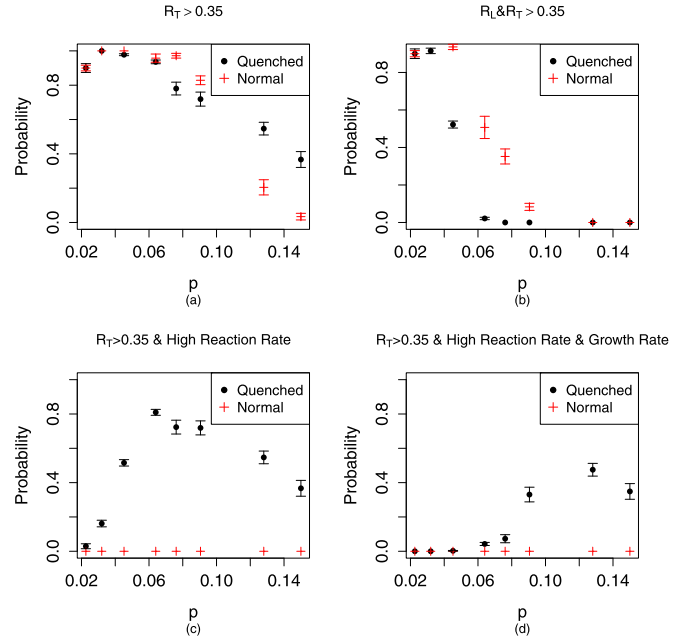 R_T > 0.35
Probability
0.0 0.4 0.8
Quenched
Normal
0.02 0.06 0.10 0.14
p
(a)
R_L&R_T > 0.35
Probability
0.0 0.4 0.8
Quenched
Normal
0.02 0.06 0.10 0.14
p
(b)
R_T>0.35 & High Reaction Rate
Probability
0.0 0.4 0.8
Quenched
Normal
0.02 0.06 0.10 0.14
p
(c)
R_T>0.35 & High Reaction Rate & Growth Rate
Probability
0.0 0.4 0.8
Quenched
Normal
0.02 0.06 0.10 0.14
p
(d)